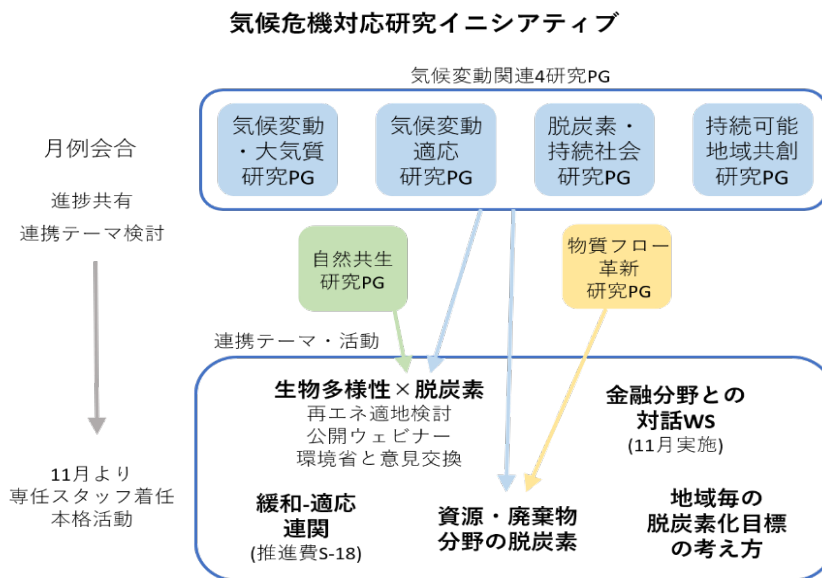 気候危機対応研究イニシアティブ
気候変動関連4研究PG
気候変動
・大気質
研究PG
気候変動
適応
研究PG
脱炭素・
持続社会
研究PG
持続可能
地域共創
研究PG
月例会合
進捗共有
連携テーマ検討
自然共生
研究PG
物質フロー
革新
研究PG
連携テーマ・活動
生物多様性×脱炭素
再エネ適地検討
公開ウェビナー
環境省と意見交換
金融分野との
対話WS
(11月実施)
11月より
専任スタッフ着任
本格活動
緩和-適応
連関
(推進費S-18)
資源・廃棄物
分野の脱炭素
地域毎の
脱炭素化目標
の考え方